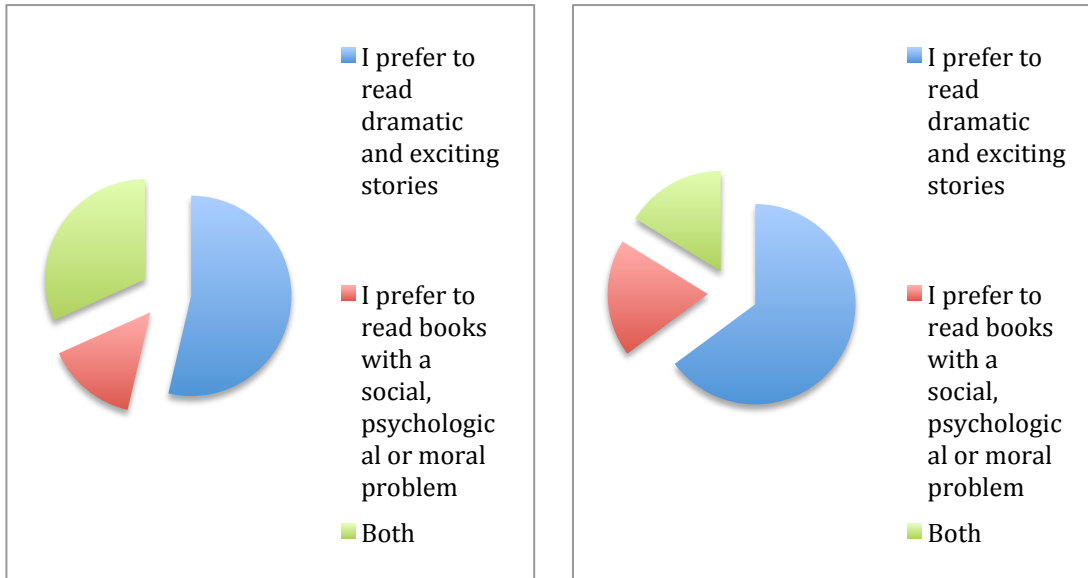 I prefer to
read
dramatic
and exciting
stories
I prefer to
read books
with a
social,
psychologic
al or moral
problem
Both
I prefer to
read
dramatic
and exciting
stories
I prefer to
read books
with a
social,
psychologic
al or moral
problem
Both